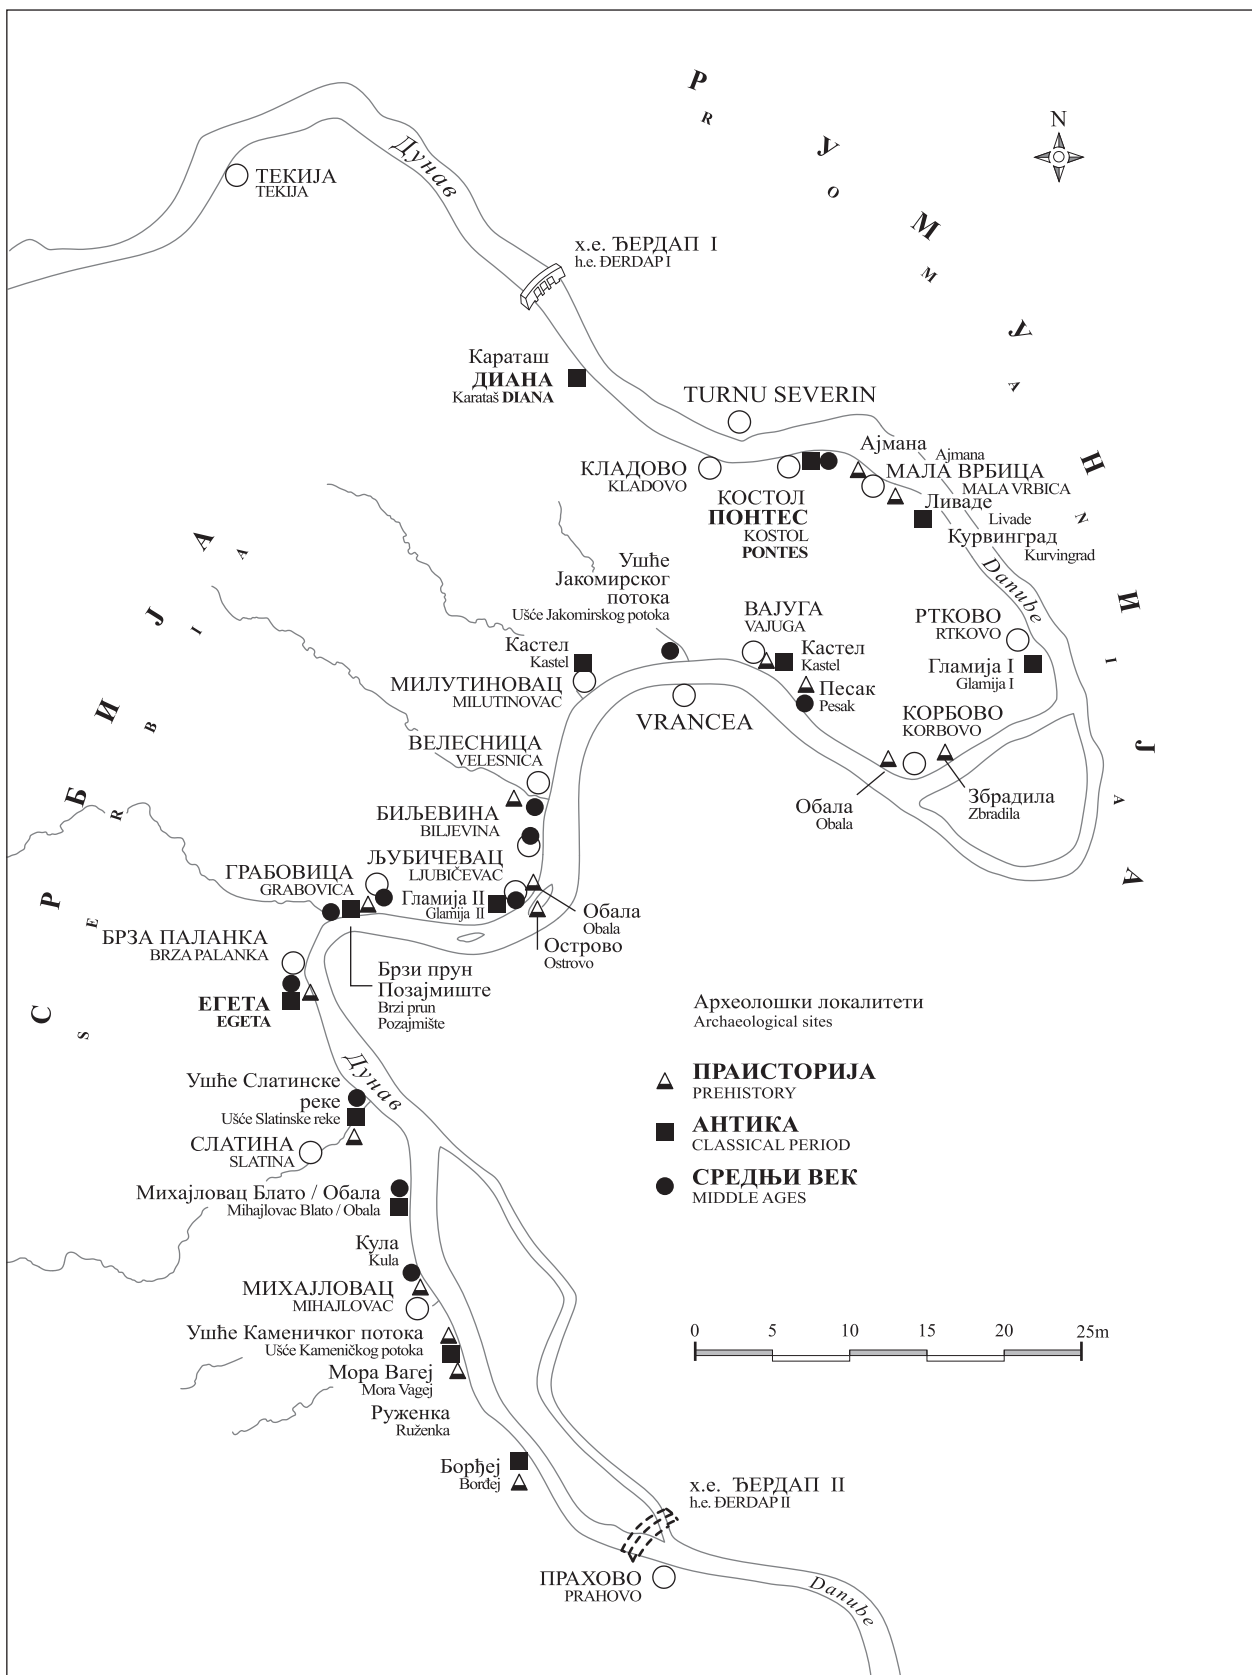 Р У М У Н И Ј А
R O M M A N I A
N
Дунав
ТЕКИЈА
TEKIJA
х.е. ЂЕРДАП I
h.e. ĐERDAP I
Караташ
ДИАНА
Karataš DIANA
TURNU SEVERIN
КЛАДОВО
KLADOVO
КОСТОЛ
ПОНТЕС
KOSTOL
PONTES
Ајмана
Ajmana
МАЛА ВРБИЦА
MALA VRBICA
Ливаде
Livade
Курвинград
Kurvingrad
Danube
Ушће
Јакомирског
потока
Ušće Jakomirskog potoka
ВАЈУГА
VAJUGA
Кастел
Kastel
Песак
Pesak
РТКОВО
RTKOVO
Гламија I
Glamija I
КОРБОВО
KORBOVO
Збрадила
Zbradila
Обала
Obala
Кастел
Kastel
МИЛУТИНОВАЦ
MILUTINOVAC
VRANCEA
ВЕЛЕСНИЦА
VELESNICA
БИЉЕВИНА
BILJEVINA
ЉУБИЧЕВАЦ
LJUBIČEVAC
Гламија II
Glamija II
Обала
Obala
Острово
Ostrovo
ГРАБОВИЦА
GRABOVICA
С Р Б И Ј А
S E R B I A
БРЗА ПАЛАНКА
BRZA PALANKA
ЕГЕТА
EGETA
Брзи прун
Позајмиште
Brzi prun
Pozajmište
Дунав
Ушће Слатинске
реке
Ušće Slatinske reke
СЛАТИНА
SLATINA
Михајловац Блато / Обала
Mihajlovac Blato / Obala
Кула
Kula
МИХАЈЛОВАЦ
MIHAJLOVAC
Ушће Каменичког потока
Ušće Kameničkog potoka
Мора Вагеј
Mora Vagej
Руженка
Ruženka
Борђеј
Borđej
х.е. ЂЕРДАП II
h.e. ĐERDAP II
ПРАХОВО
PRAHOVO
Danube
Археолошки локалитети
Archaeological sites
ПРАИСТОРИЈА
PREHISTORY
АНТИКА
CLASSICAL PERIOD
СРЕДЊИ ВЕК
MIDDLE AGES
0 5 10 15 20 25m